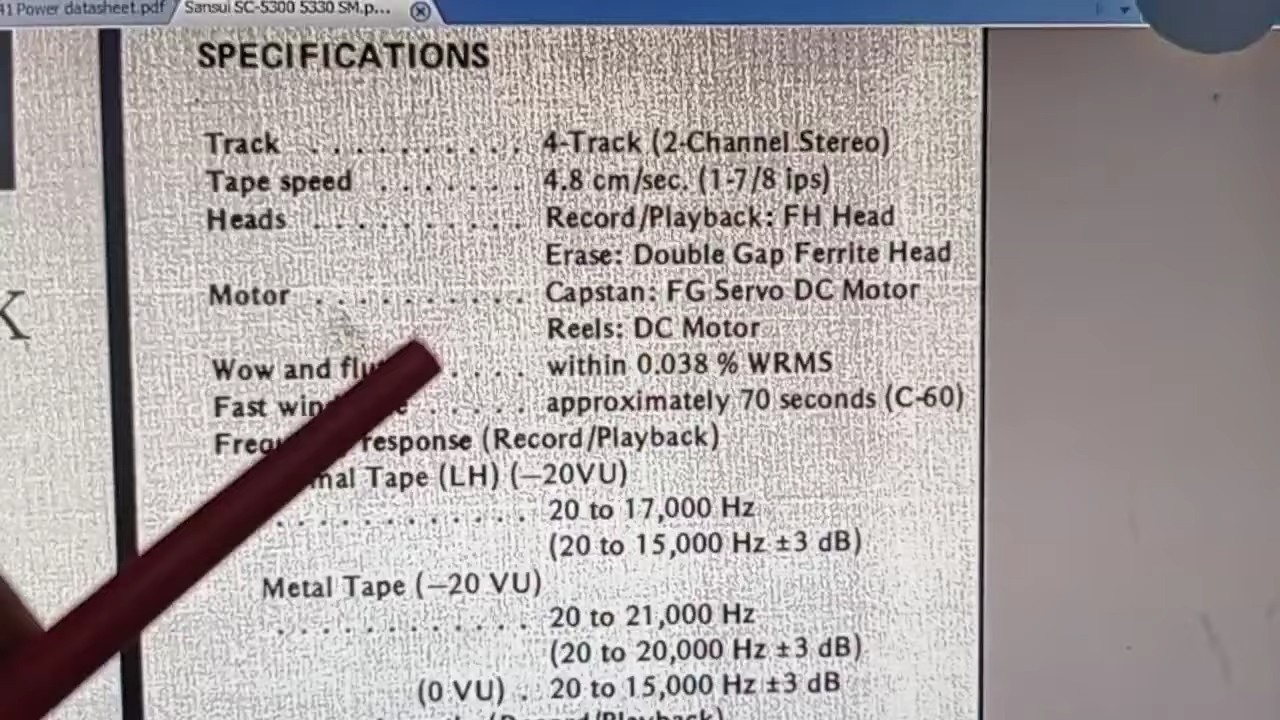 41 Power datasheet.pdf
Sansui SC-5300 5330 SM.p...
SPECIFICATIONS
Track . . . . . . . . . . 4-Track (2-Channel Stereo)
Tape speed . . . . . . . 4.8 cm/sec. (1-7/8 ips)
Heads . . . . . . . . . . Record/Playback: FH Head
Erase: Double Gap Ferrite Head
Motor . . . . . . . . . . Capstan: FG Servo DC Motor
Reels: DC Motor
K
Wow and . . . . within 0.038 % WRMS
Fast . . . . . approximately 70 seconds (C-60)
response (Record/Playback)
Tape (LH) (−20VU)
. . . . . . . . . . . . 20 to 17,000 Hz
(20 to 15,000 Hz ±3 dB)
Metal Tape (−20 VU)
. . . . . . . . . . . . 20 to 21,000 Hz
(20 to 20,000 Hz ±3 dB)
(0 VU) . . 20 to 15,000 Hz ±3 dB
(Record/Playback)